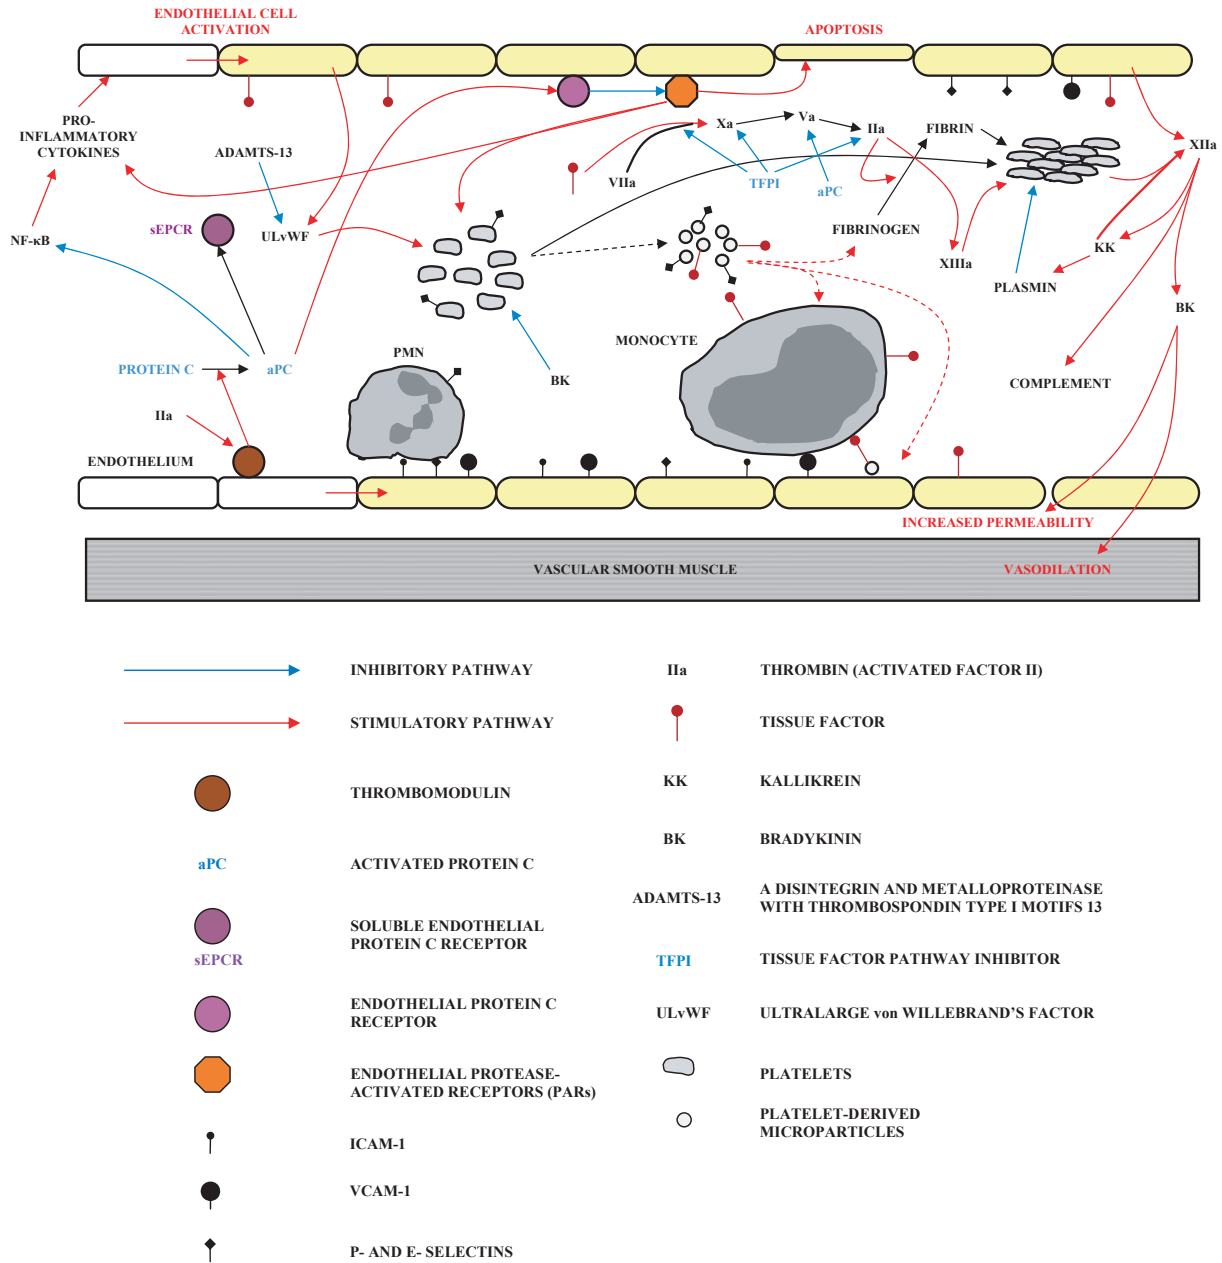 ENDOTHELIAL CELL
ACTIVATION
APOPTOSIS
PRO-
INFLAMMATORY
CYTOKINES
ADAMTS-13
VIIa
Xa
Va
IIa
FIBRIN
XIIa
TFPI
aPC
NF-κB
sEPCR
ULvWF
FIBRINOGEN
XIIIa
KK
PLASMIN
BK
MONOCYTE
PMN
BK
PROTEIN C
aPC
COMPLEMENT
IIa
ENDOTHELIUM
INCREASED PERMEABILITY
VASCULAR SMOOTH MUSCLE
VASODILATION
INHIBITORY PATHWAY
STIMULATORY PATHWAY
THROMBOMODULIN
aPC
ACTIVATED PROTEIN C
sEPCR
SOLUBLE ENDOTHELIAL
PROTEIN C RECEPTOR
ENDOTHELIAL PROTEIN C
RECEPTOR
ENDOTHELIAL PROTEASE-
ACTIVATED RECEPTORS (PARs)
ICAM-1
VCAM-1
P- AND E- SELECTINS
IIa
THROMBIN (ACTIVATED FACTOR II)
TISSUE FACTOR
KK
KALLIKREIN
BK
BRADYKININ
ADAMTS-13
A DISINTEGRIN AND METALLOPROTEINASE
WITH THROMBOSPONDIN TYPE I MOTIFS 13
TFPI
TISSUE FACTOR PATHWAY INHIBITOR
ULvWF
ULTRALARGE von WILLEBRAND'S FACTOR
PLATELETS
PLATELET-DERIVED
MICROPARTICLES